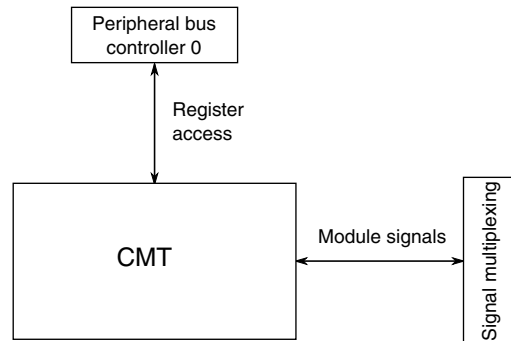 Peripheral bus
controller 0
Register
access
CMT
Module signals
Signal multiplexing